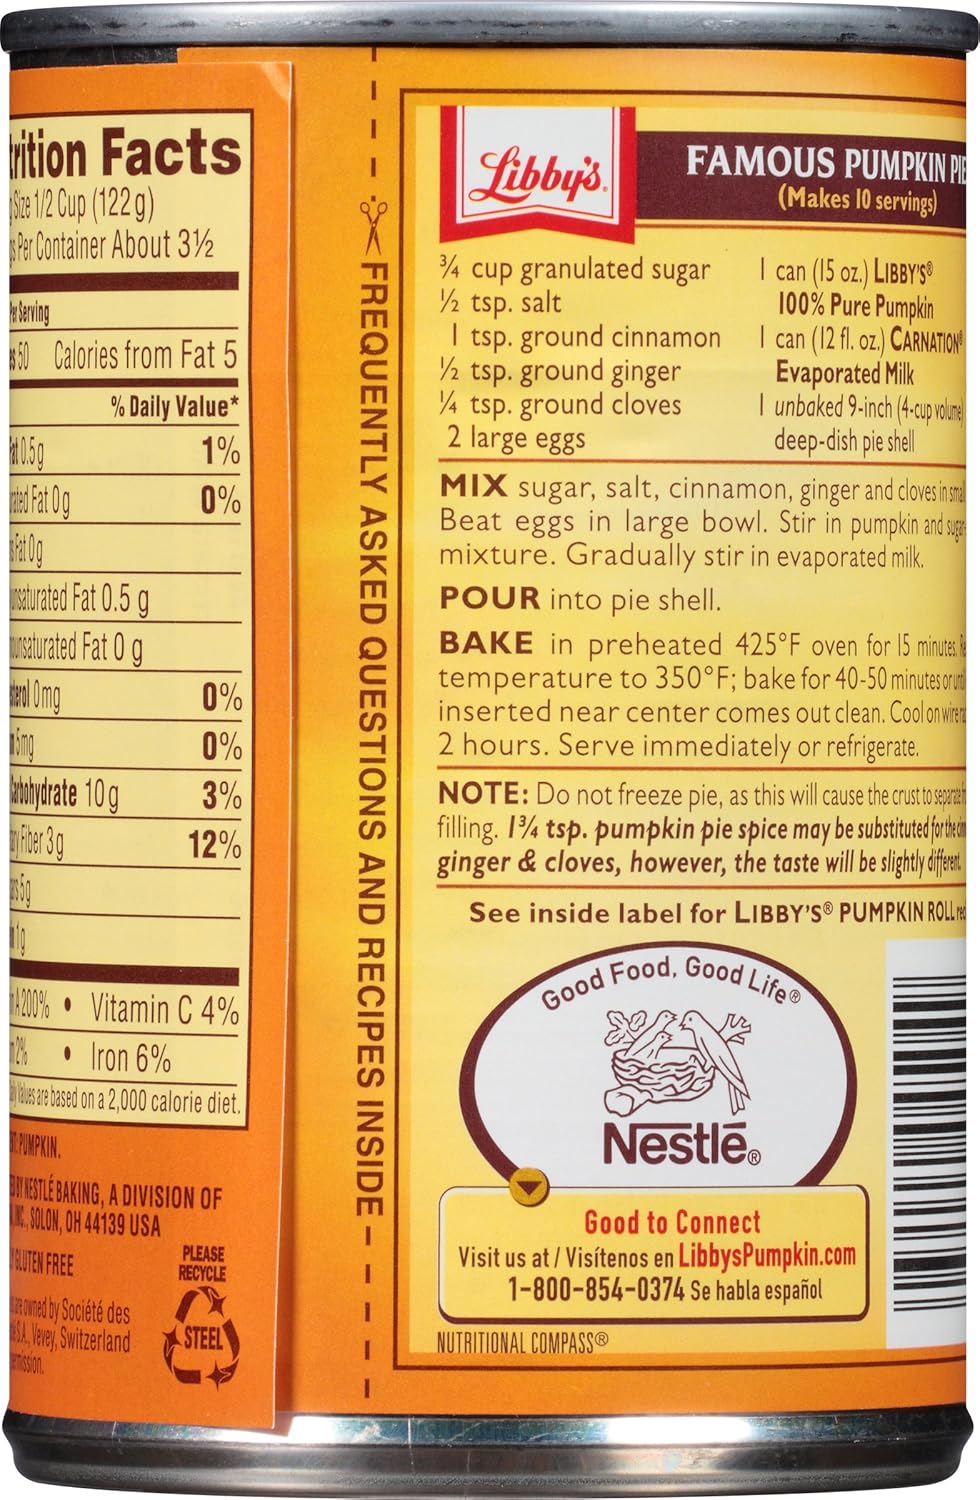 Nutrition Facts
Size 1/2 Cup (122 g)
Per Container About 3½
Per Serving
50 Calories from Fat 5
% Daily Value*
Fat 0.5g 1%
Fat 0g 0%
Fat 0g
Fat 0.5 g
Fat 0 g
0mg 0%
5mg 0%
Carbohydrate 10g 3%
Fiber 3g 12%
5g
1g
A 200% • Vitamin C 4%
2% • Iron 6%
Values are based on a 2,000 calorie diet.
PUMPKIN.
BY NESTLÉ BAKING, A DIVISION OF
INC., SOLON, OH 44139 USA
GLUTEN FREE
are owned by Société des
S.A., Vevey, Switzerland
PLEASE
RECYCLE
STEEL
FREQUENTLY ASKED QUESTIONS AND RECIPES INSIDE
Libby's®
FAMOUS PUMPKIN PIE
(Makes 10 servings)
¾ cup granulated sugar
½ tsp. salt
1 tsp. ground cinnamon
½ tsp. ground ginger
¼ tsp. ground cloves
2 large eggs
1 can (15 oz.) LIBBY'S®
100% Pure Pumpkin
1 can (12 fl. oz.) CARNATION®
Evaporated Milk
1 unbaked 9-inch (4-cup volume)
deep-dish pie shell
MIX sugar, salt, cinnamon, ginger and cloves in
Beat eggs in large bowl. Stir in pumpkin and sugar-
mixture. Gradually stir in evaporated milk.
POUR into pie shell.
BAKE in preheated 425°F oven for 15 minutes.
temperature to 350°F; bake for 40-50 minutes or
inserted near center comes out clean. Cool on wire
2 hours. Serve immediately or refrigerate.
NOTE: Do not freeze pie, as this will cause the crust to separate
filling. 1¾ tsp. pumpkin pie spice may be substituted for the
ginger & cloves, however, the taste will be slightly different.
See inside label for LIBBY'S® PUMPKIN ROLL
Good Food, Good Life®
Nestlé®
Good to Connect
Visit us at / Visítenos en LibbysPumpkin.com
1-800-854-0374 Se habla español
NUTRITIONAL COMPASS®